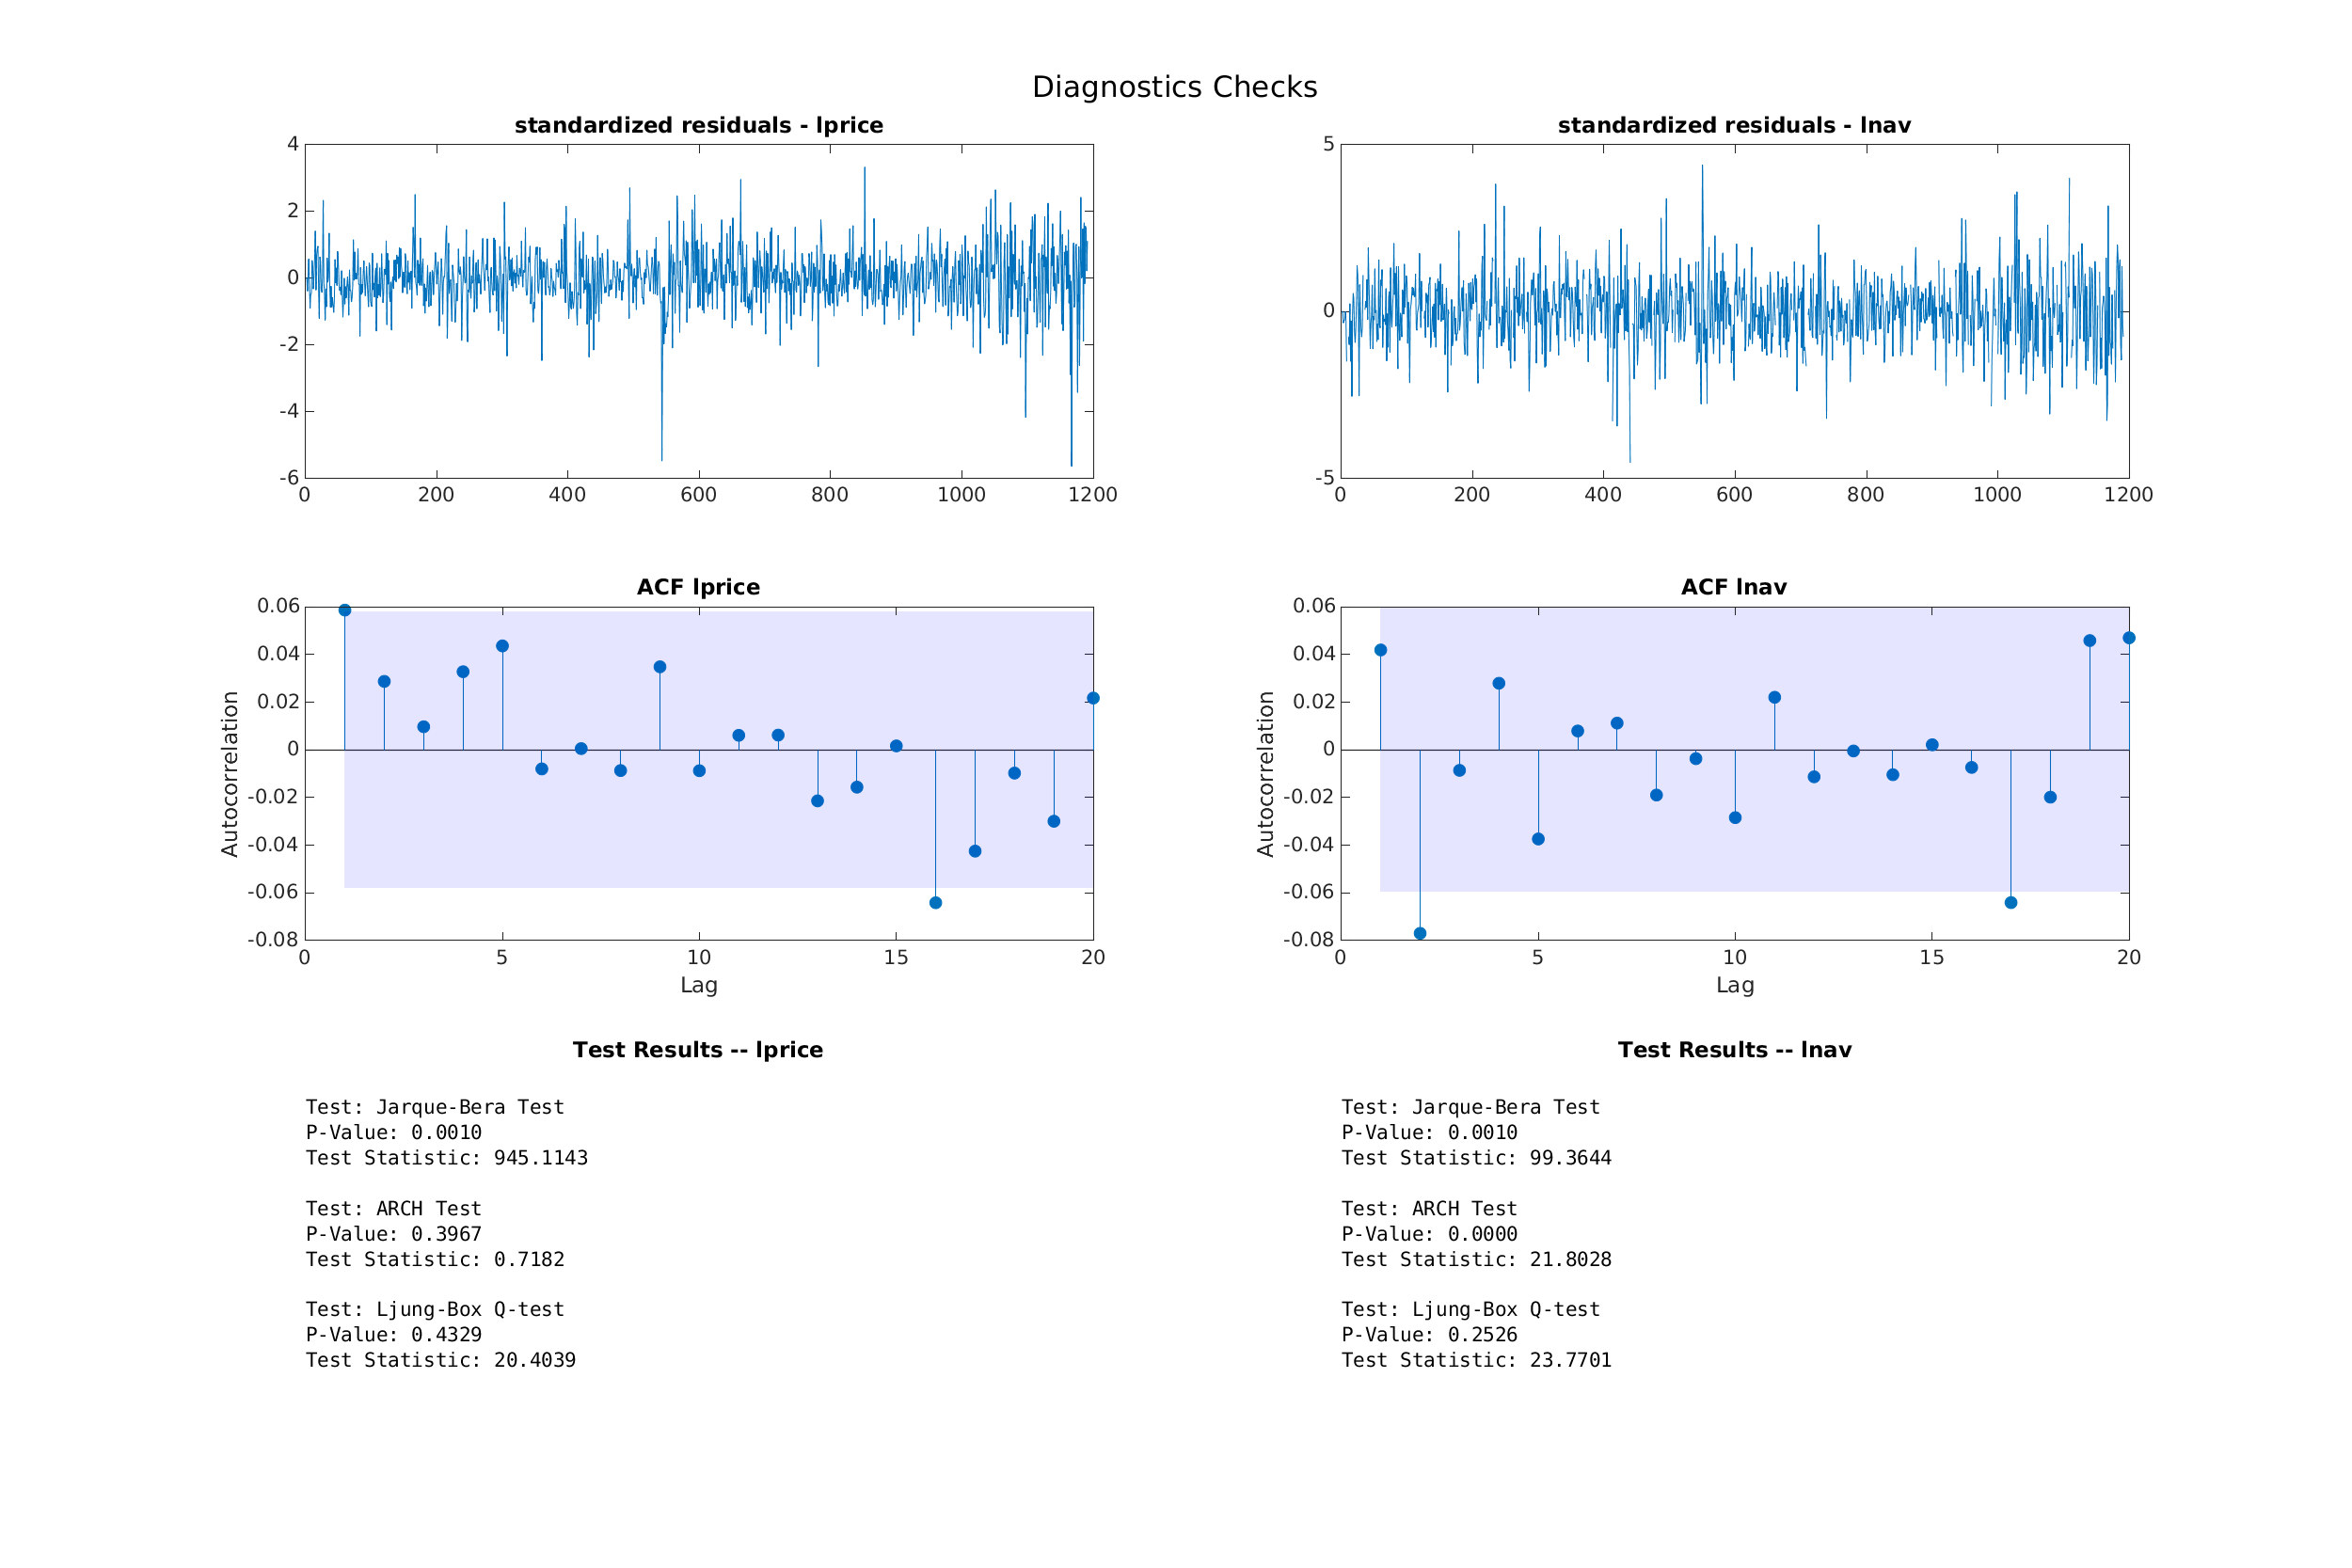 Diagnostics Checks
standardized residuals - lprice
4
2
0
-2
-4
-6
0 200 400 600 800 1000 1200
standardized residuals - lnav
5
0
-5
0 200 400 600 800 1000 1200
ACF lprice
0.06
0.04
0.02
0
-0.02
-0.04
-0.06
-0.08
Autocorrelation
0 5 10 15 20
Lag
ACF lnav
0.06
0.04
0.02
0
-0.02
-0.04
-0.06
-0.08
Autocorrelation
0 5 10 15 20
Lag
Test Results -- lprice
Test: Jarque-Bera Test
P-Value: 0.0010
Test Statistic: 945.1143
Test: ARCH Test
P-Value: 0.3967
Test Statistic: 0.7182
Test: Ljung-Box Q-test
P-Value: 0.4329
Test Statistic: 20.4039
Test Results -- lnav
Test: Jarque-Bera Test
P-Value: 0.0010
Test Statistic: 99.3644
Test: ARCH Test
P-Value: 0.0000
Test Statistic: 21.8028
Test: Ljung-Box Q-test
P-Value: 0.2526
Test Statistic: 23.7701